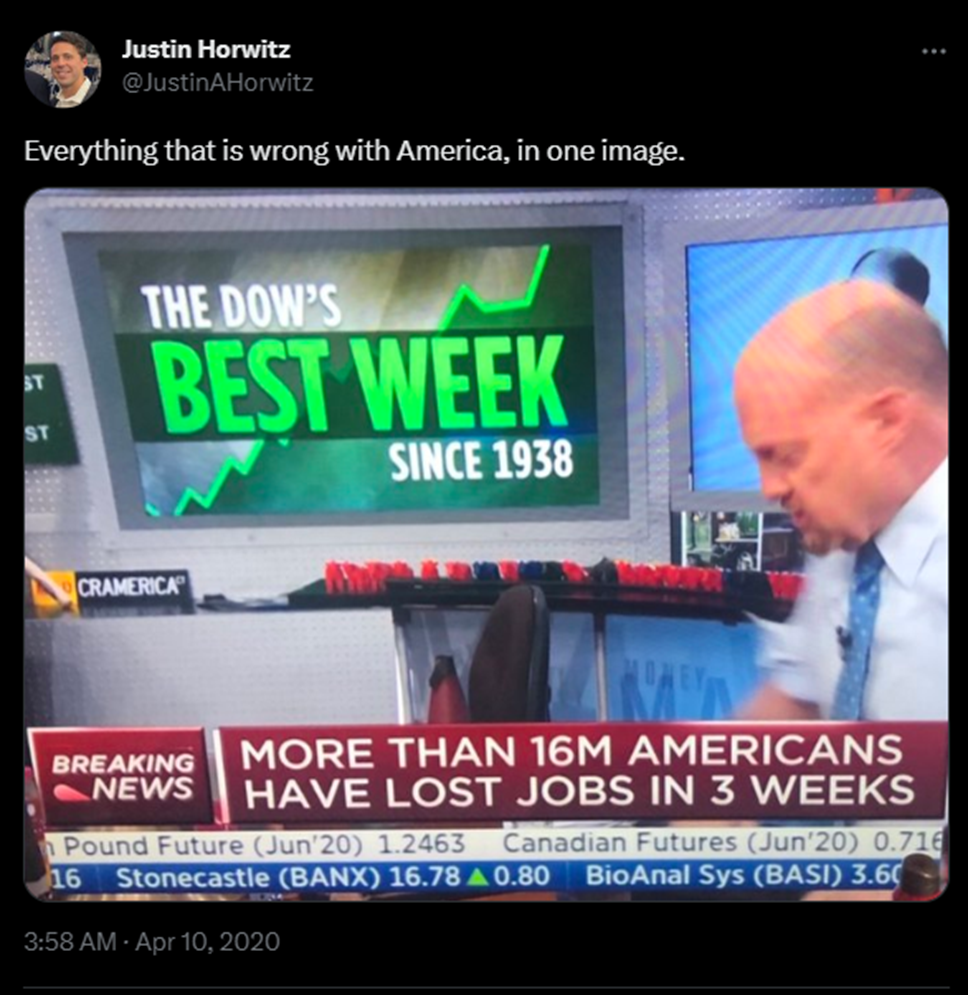 Justin Horwitz
@JustinAHorwitz
Everything that is wrong with America, in one image.
THE DOW'S
BEST WEEK
SINCE 1938
ST
ST
CRAMERICA
MONEY
MA
BREAKING
NEWS
MORE THAN 16M AMERICANS
HAVE LOST JOBS IN 3 WEEKS
Pound Future (Jun'20) 1.2463 Canadian Futures (Jun'20) 0.716
16 Stonecastle (BANX) 16.78 ▲ 0.80 BioAnal Sys (BASI) 3.60
3:58 AM · Apr 10, 2020